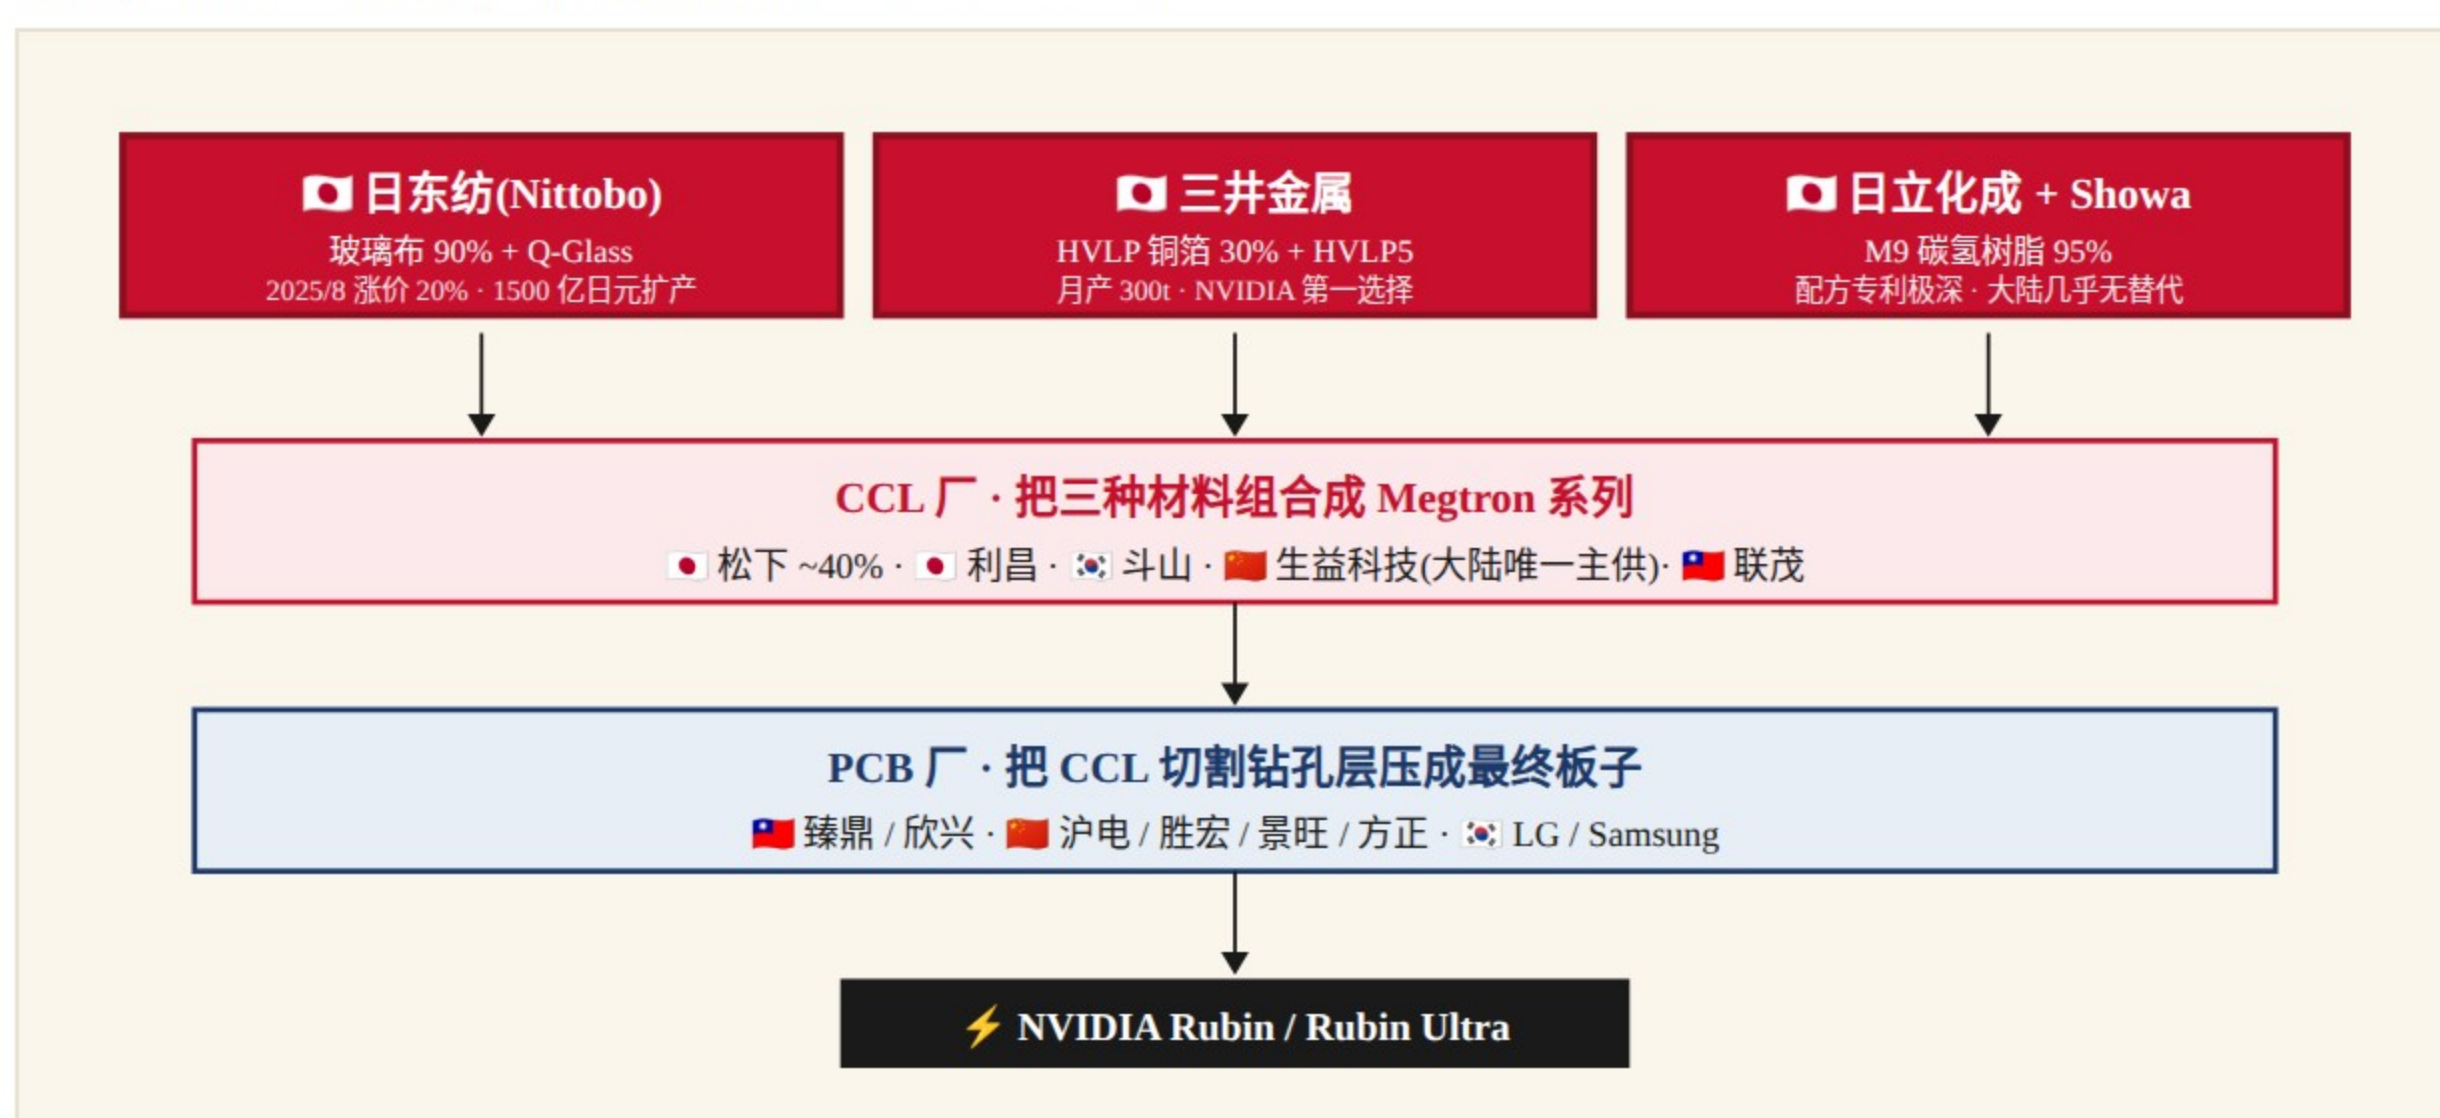 🇯🇵 日东纺(Nittobo)
玻璃布 90% + Q-Glass
2025/8 涨价 20% · 1500 亿日元扩产
🇯🇵 三井金属
HVLP 铜箔 30% + HVLP5
月产 300t · NVIDIA 第一选择
🇯🇵 日立化成 + Showa
M9 碳氢树脂 95%
配方专利极深 · 大陆几乎无替代
CCL 厂 · 把三种材料组合成 Megtron 系列
🇯🇵 松下 ~40% · 🇯🇵 利昌 · 🇰🇷 斗山 · 🇨🇳 生益科技(大陆唯一主供)· 🇹🇼 联茂
PCB 厂 · 把 CCL 切割钻孔层压成最终板子
🇹🇼 臻鼎 / 欣兴 · 🇨🇳 沪电 / 胜宏 / 景旺 / 方正 · 🇰🇷 LG / Samsung
⚡ NVIDIA Rubin / Rubin Ultra